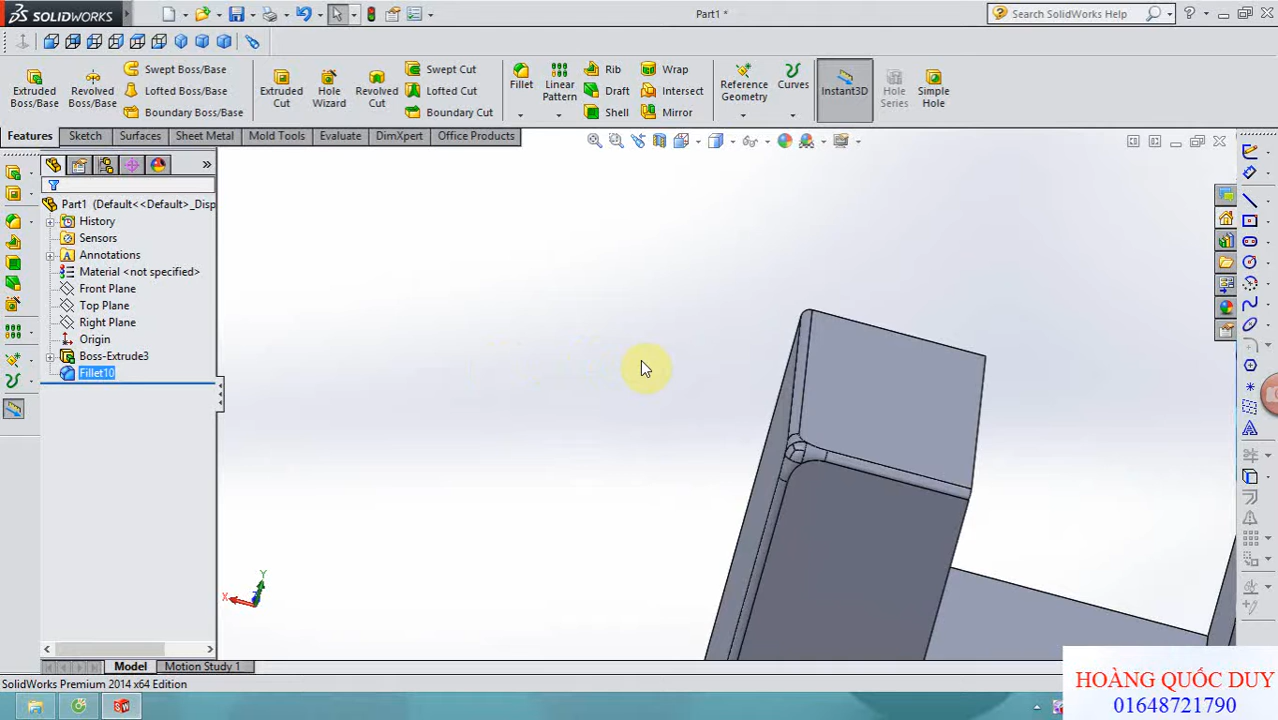 SOLIDWORKS
Part1 *
Search SolidWorks Help
Extruded Boss/Base
Revolved Boss/Base
Swept Boss/Base
Lofted Boss/Base
Boundary Boss/Base
Extruded Cut
Hole Wizard
Revolved Cut
Swept Cut
Lofted Cut
Boundary Cut
Fillet
Linear Pattern
Rib
Draft
Shell
Wrap
Intersect
Mirror
Reference Geometry
Curves
Instant3D
Hole Series
Simple Hole
Features
Sketch
Surfaces
Sheet Metal
Mold Tools
Evaluate
DimXpert
Office Products
Part1 (Default<<Default>_Disp
History
Sensors
Annotations
Material <not specified>
Front Plane
Top Plane
Right Plane
Origin
Boss-Extrude3
Fillet10
Y
X
Model
Motion Study 1
SolidWorks Premium 2014 x64 Edition
HOÀNG QUỐC DUY
01648721790